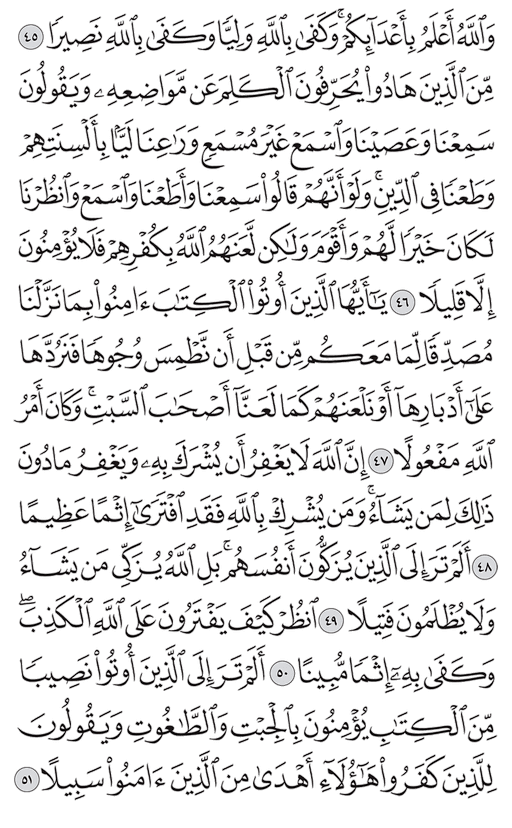 وَٱللَّهُ أَعۡلَمُ بِأَعۡدَآئِكُمۡۚ وَكَفَىٰ بِٱللَّهِ وَلِيّٗا وَكَفَىٰ بِٱللَّهِ نَصِيرٗا ٤٥
مِّنَ ٱلَّذِينَ هَادُواْ يُحَرِّفُونَ ٱلۡكَلِمَ عَن مَّوَاضِعِهِۦ وَيَقُولُونَ
سَمِعۡنَا وَعَصَيۡنَا وَٱسۡمَعۡ غَيۡرَ مُسۡمَعٖ وَرَٰعِنَا لَيَّۢا بِأَلۡسِنَتِهِمۡ
وَطَعۡنٗا فِي ٱلدِّينِۚ وَلَوۡ أَنَّهُمۡ قَالُواْ سَمِعۡنَا وَأَطَعۡنَا وَٱسۡمَعۡ وَٱنظُرۡنَا
لَكَانَ خَيۡرٗا لَّهُمۡ وَأَقۡوَمَ وَلَٰكِن لَّعَنَهُمُ ٱللَّهُ بِكُفۡرِهِمۡ فَلَا يُؤۡمِنُونَ
إِلَّا قَلِيلٗا ٤٦ يَٰٓأَيُّهَا ٱلَّذِينَ أُوتُواْ ٱلۡكِتَٰبَ ءَامِنُواْ بِمَا نَزَّلۡنَا
مُصَدِّقٗا لِّمَا مَعَكُم مِّن قَبۡلِ أَن نَّطۡمِسَ وُجُوهٗا فَنَرُدَّهَا
عَلَىٰٓ أَدۡبَارِهَآ أَوۡ نَلۡعَنَهُمۡ كَمَا لَعَنَّآ أَصۡحَٰبَ ٱلسَّبۡتِۚ وَكَانَ أَمۡرُ
ٱللَّهِ مَفۡعُولًا ٤٧ إِنَّ ٱللَّهَ لَا يَغۡفِرُ أَن يُشۡرَكَ بِهِۦ وَيَغۡفِرُ مَا دُونَ
ذَٰلِكَ لِمَن يَشَآءُۚ وَمَن يُشۡرِكۡ بِٱللَّهِ فَقَدِ ٱفۡتَرَىٰٓ إِثۡمًا عَظِيمًا
٤٨ أَلَمۡ تَرَ إِلَى ٱلَّذِينَ يُزَكُّونَ أَنفُسَهُمۚ بَلِ ٱللَّهُ يُزَكِّي مَن يَشَآءُ
وَلَا يُظۡلَمُونَ فَتِيلًا ٤٩ ٱنظُرۡ كَيۡفَ يَفۡتَرُونَ عَلَى ٱللَّهِ ٱلۡكَذِبَۖ
وَكَفَىٰ بِهِۦٓ إِثۡمٗا مُّبِينًا ٥٠ أَلَمۡ تَرَ إِلَى ٱلَّذِينَ أُوتُواْ نَصِيبٗا
مِّنَ ٱلۡكِتَٰبِ يُؤۡمِنُونَ بِٱلۡجِبۡتِ وَٱلطَّٰغُوتِ وَيَقُولُونَ
لِلَّذِينَ كَفَرُواْ هَٰٓؤُلَآءِ أَهۡدَىٰ مِنَ ٱلَّذِينَ ءَامَنُواْ سَبِيلًا ٥١